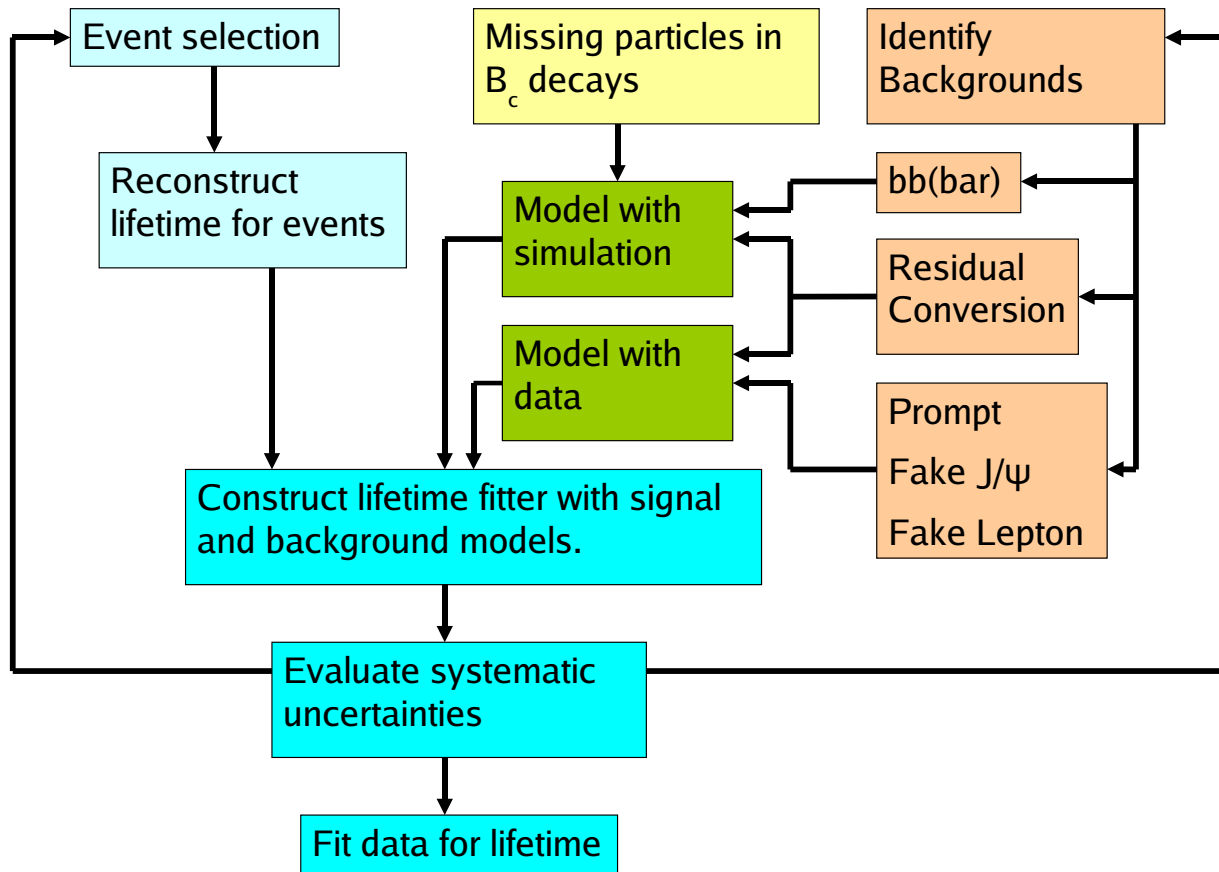 Event selection
Missing particles in
B_c decays
Identify
Backgrounds
Reconstruct
lifetime for events
Model with
simulation
bb(bar)
Residual
Conversion
Model with
data
Prompt
Fake J/ψ
Fake Lepton
Construct lifetime fitter with signal
and background models.
Evaluate systematic
uncertainties
Fit data for lifetime